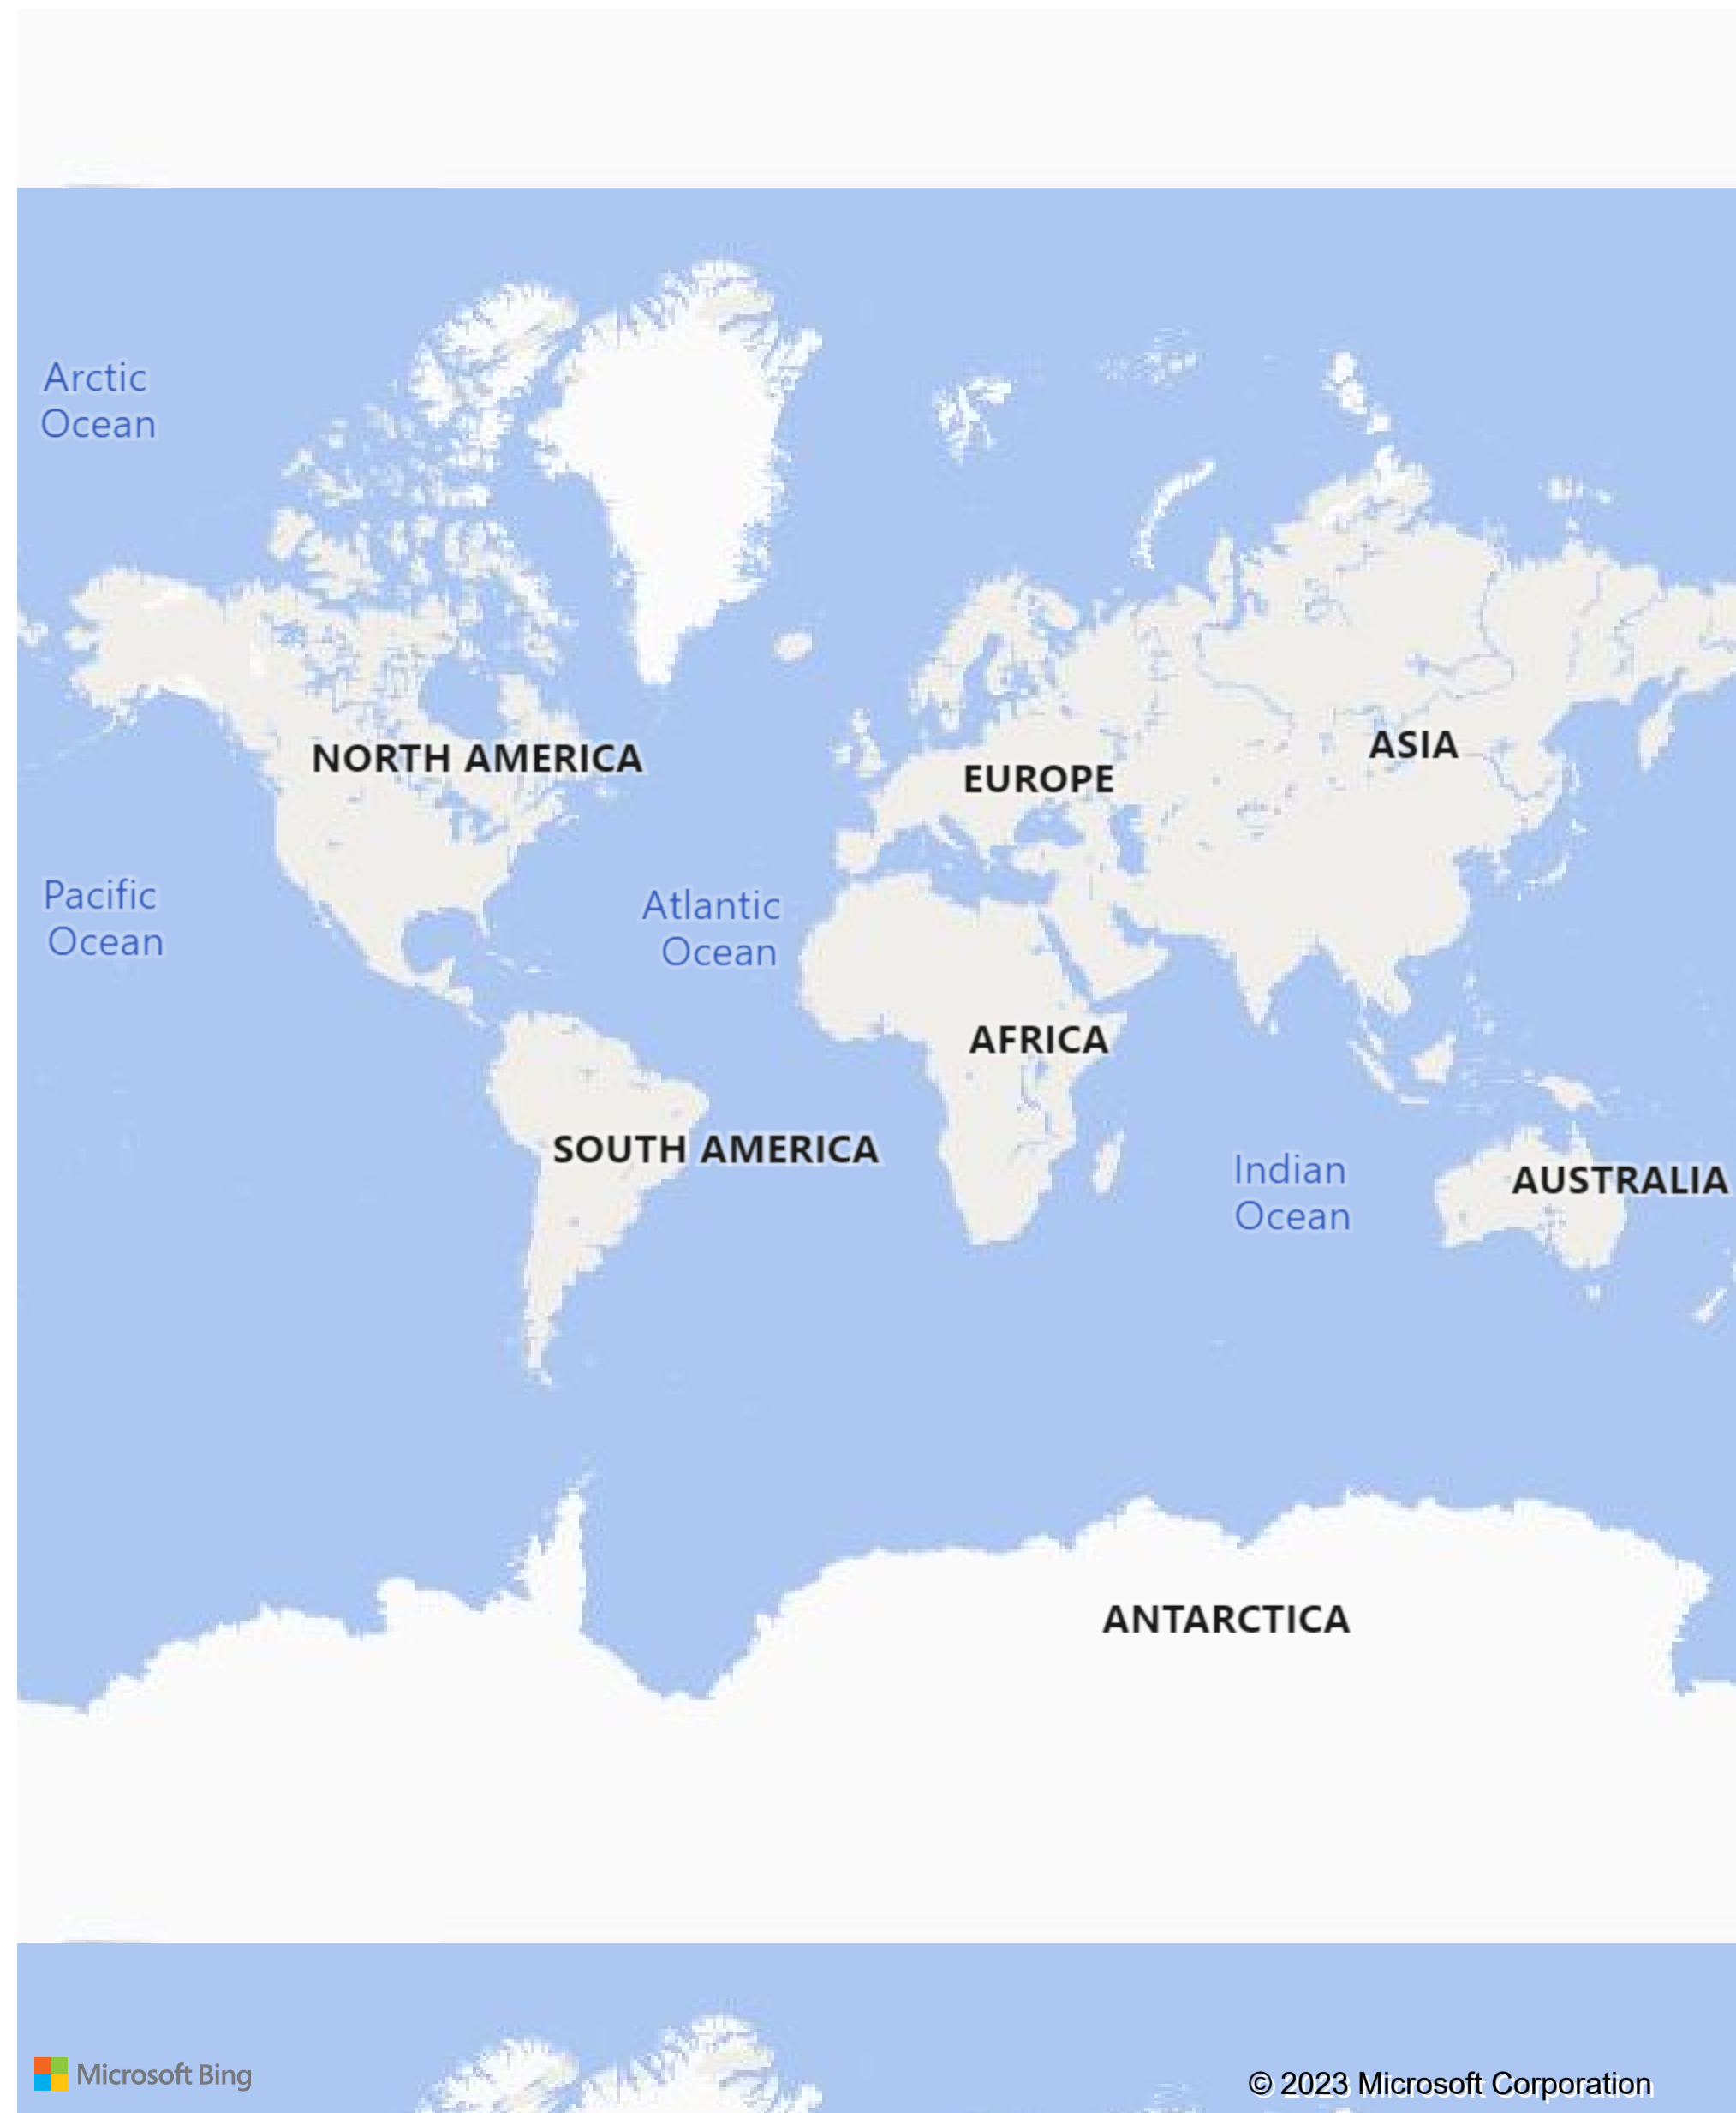 Arctic
Ocean
NORTH AMERICA
ASIA
EUROPE
Pacific
Ocean
Atlantic
Ocean
AFRICA
SOUTH AMERICA
Indian
Ocean
AUSTRALIA
ANTARCTICA
Microsoft Bing
© 2023 Microsoft Corporation